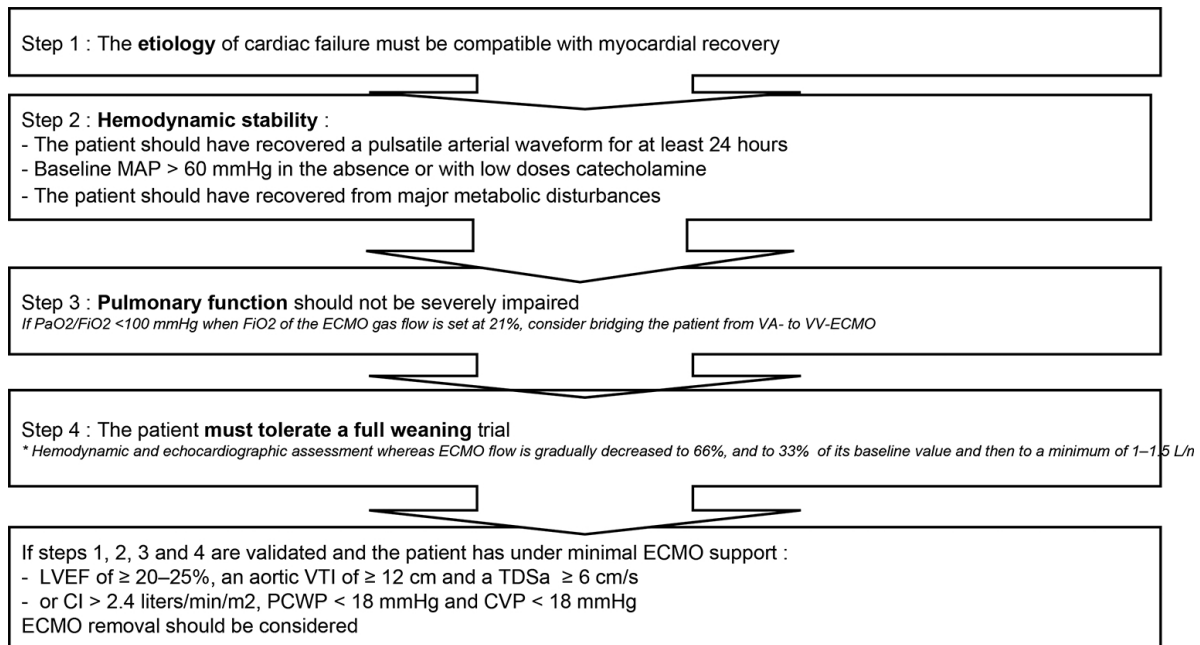 Step 1 : The etiology of cardiac failure must be compatible with myocardial recovery
Step 2 : Hemodynamic stability :
- The patient should have recovered a pulsatile arterial waveform for at least 24 hours
- Baseline MAP > 60 mmHg in the absence or with low doses catecholamine
- The patient should have recovered from major metabolic disturbances
Step 3 : Pulmonary function should not be severely impaired
If PaO2/FiO2 <100 mmHg when FiO2 of the ECMO gas flow is set at 21%, consider bridging the patient from VA- to VV-ECMO
Step 4 : The patient must tolerate a full weaning trial
* Hemodynamic and echocardiographic assessment whereas ECMO flow is gradually decreased to 66%, and to 33% of its baseline value and then to a minimum of 1–1.5
If steps 1, 2, 3 and 4 are validated and the patient has under minimal ECMO support :
- LVEF of ≥ 20–25%, an aortic VTI of ≥ 12 cm and a TDSa ≥ 6 cm/s
- or CI > 2.4 liters/min/m2, PCWP < 18 mmHg and CVP < 18 mmHg
ECMO removal should be considered